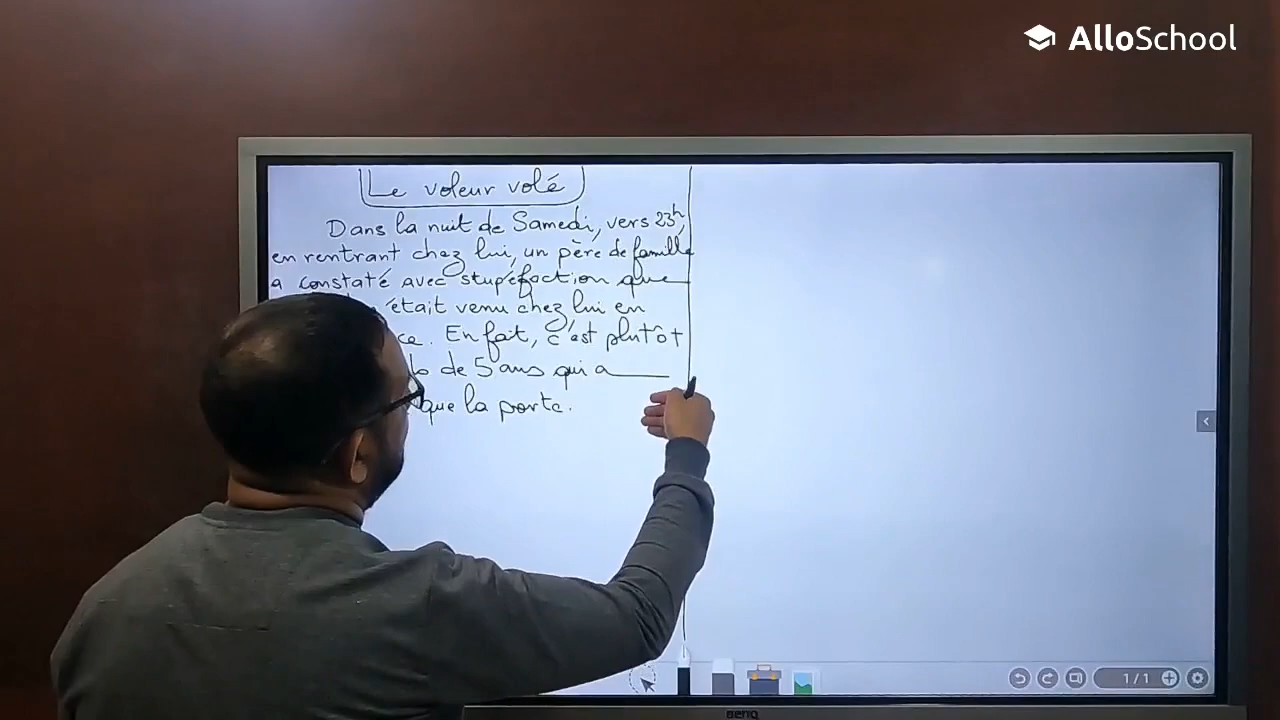 AlloSchool
Le voleur volé
Dans la nuit de Samedi, vers 23h,
en rentrant chez lui, un père de famille
a constaté avec stupéfaction que
était venu chez lui en
En fait, c'est plutôt
de 5 ans qui a
que la porte.
1/1
BenQ